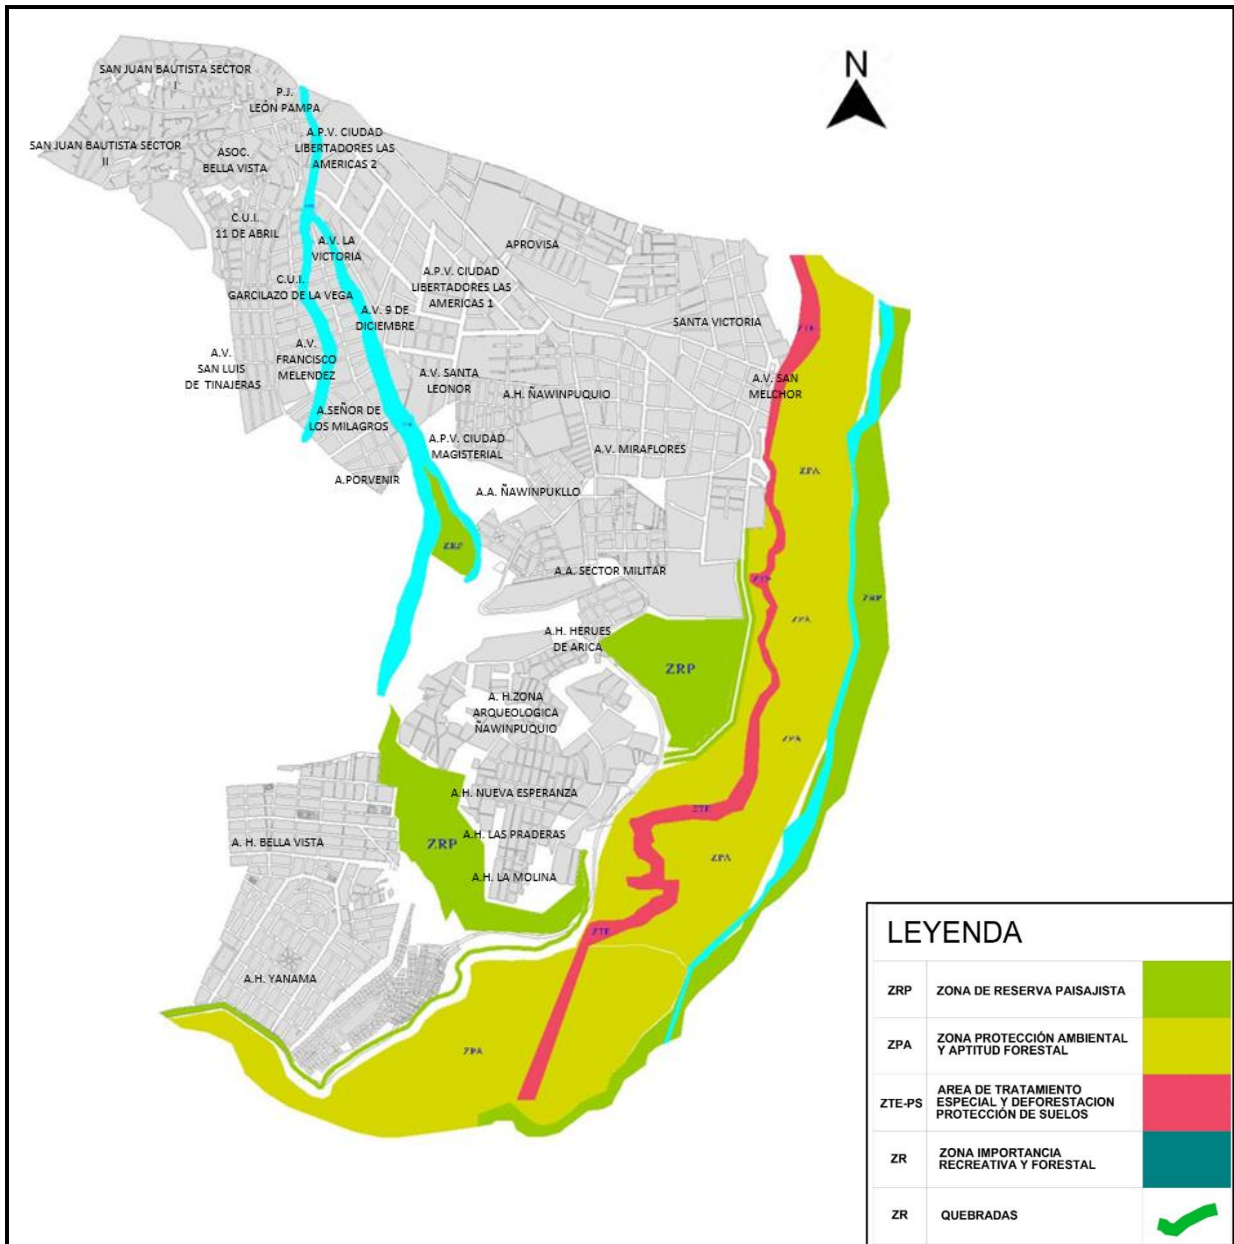 N
SAN JUAN BAUTISTA SECTOR
I
P.J.
LEÓN PAMPA
A.P.V. CIUDAD
LIBERTADORES LAS
AMERICAS 2
SAN JUAN BAUTISTA SECTOR
II
ASOC.
BELLA VISTA
C.U.I.
11 DE ABRIL
A.V. LA
VICTORIA
APROVISA
C.U.I.
GARCILAZO DE LA VEGA
A.P.V. CIUDAD
LIBERTADORES LAS
AMERICAS 1
A.V. 9 DE
DICIEMBRE
SANTA VICTORIA
ZTE
A.V.
SAN LUIS
DE TINAJERAS
A.V.
FRANCISCO
MELENDEZ
A.V. SANTA
LEONOR
A.H. ÑAWINPUQUIO
A.V. SAN
MELCHOR
A.SEÑOR DE
LOS MILAGROS
A.P.V. CIUDAD
MAGISTERIAL
A.V. MIRAFLORES
ZPA
A.PORVENIR
A.A. ÑAWINPUKLLO
ZRP
A.A. SECTOR MILITAR
ZTE
ZRP
ZPA
A.H. HERUES
DE ARICA
ZRP
A. H.ZONA
ARQUEOLOGICA
ÑAWINPUQUIO
ZPA
A.H. NUEVA ESPERANZA
ZTE
A.H. LAS PRADERAS
A. H. BELLA VISTA
ZRP
ZPA
A.H. LA MOLINA
ZTE
A.H. YANAMA
ZPA
LEYENDA
ZRP ZONA DE RESERVA PAISAJISTA
ZPA ZONA PROTECCIÓN AMBIENTAL
Y APTITUD FORESTAL
ZTE-PS AREA DE TRATAMIENTO
ESPECIAL Y DEFORESTACION
PROTECCIÓN DE SUELOS
ZR ZONA IMPORTANCIA
RECREATIVA Y FORESTAL
ZR QUEBRADAS